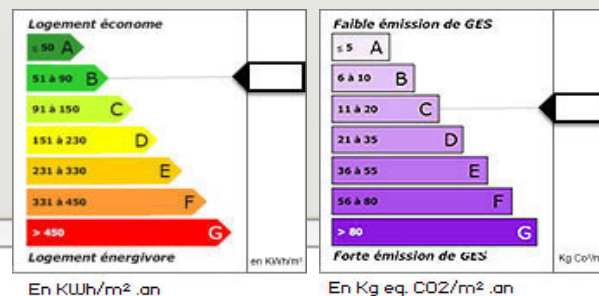 Logement économe
≤ 50 A
51 à 90 B
91 à 150 C
151 à 230 D
231 à 330 E
331 à 450 F
> 450 G
Logement énergivore
en KWh/m²
En KWh/m² .an
Faible émission de GES
≤ 5 A
6 à 10 B
11 à 20 C
21 à 35 D
36 à 55 E
56 à 80 F
> 80 G
Forte émission de GES
Kg Co²/m
En Kg eq. CO2/m² .an